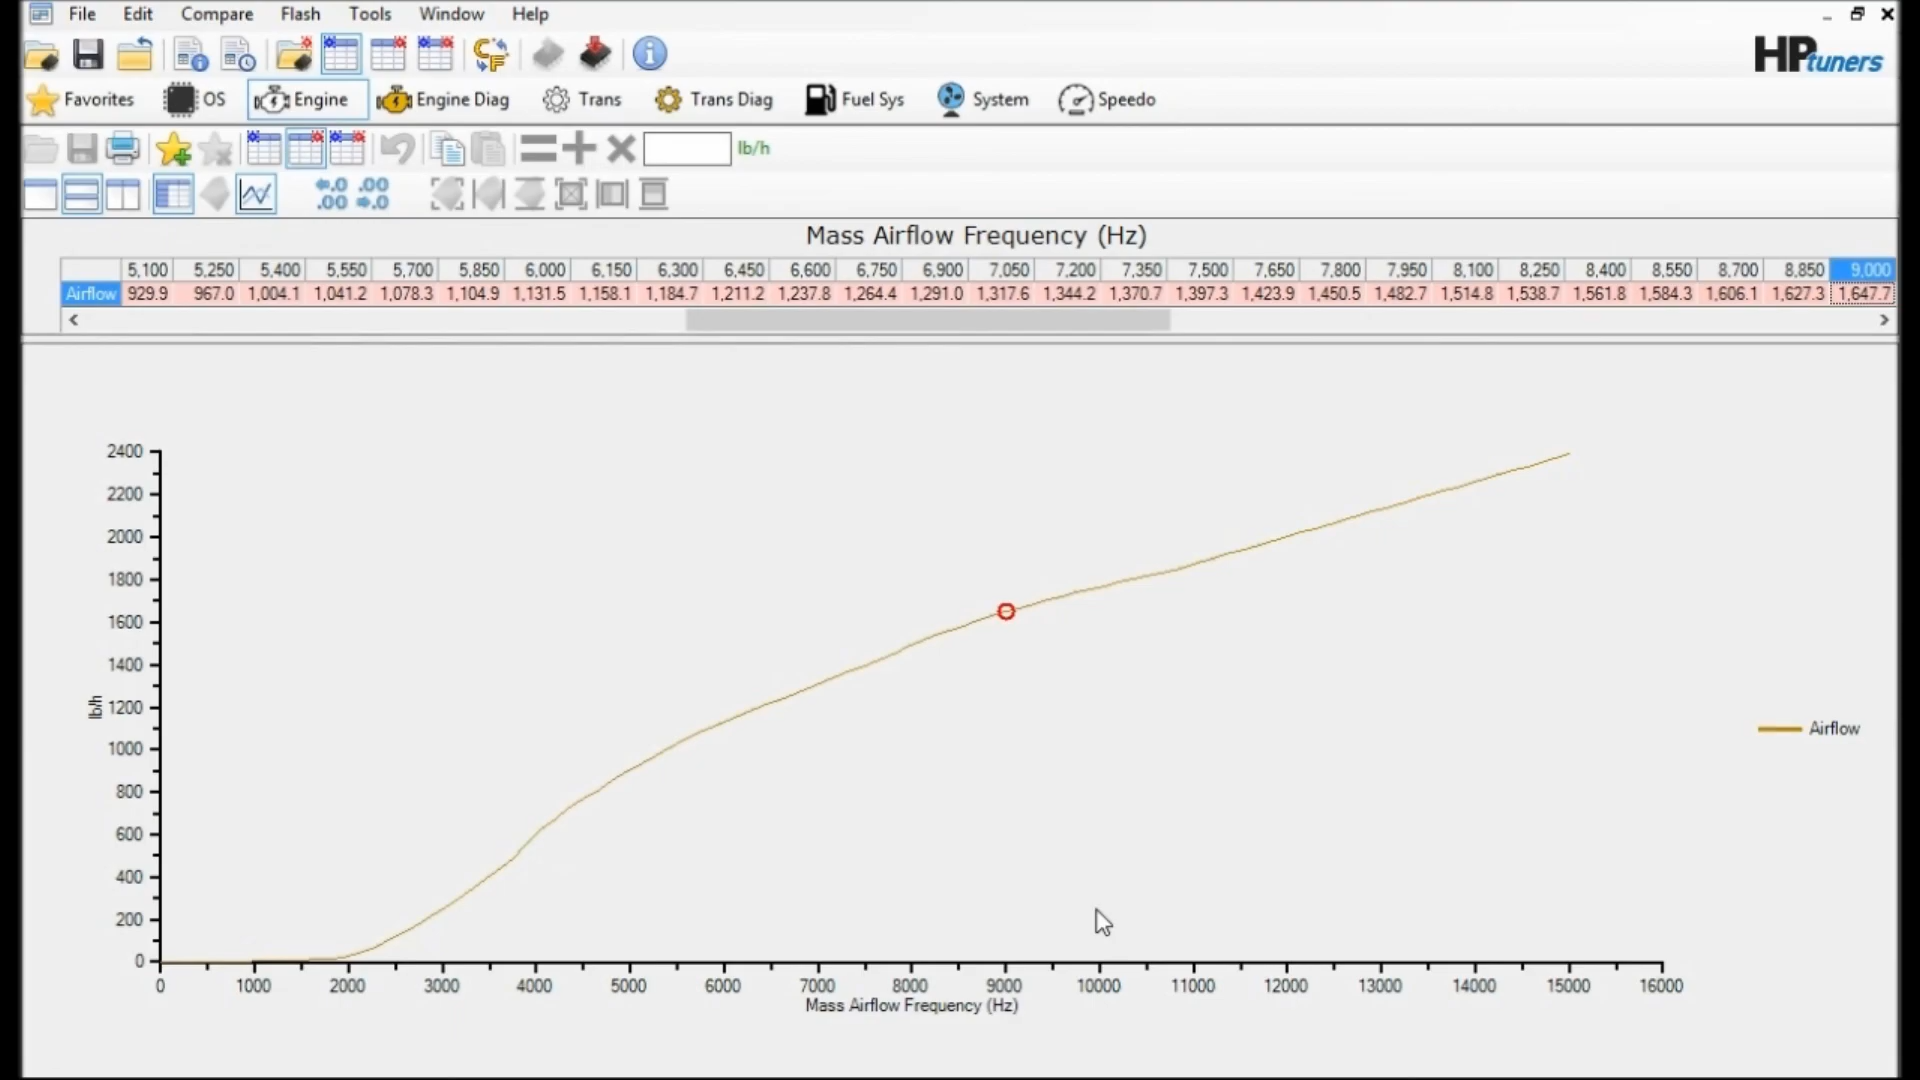 File Edit Compare Flash Tools Window Help
HPtuners
Favorites OS Engine Engine Diag Trans Trans Diag Fuel Sys System Speedo
lb/h
.0 .00
.00 .0
Mass Airflow Frequency (Hz)
5,100 5,250 5,400 5,550 5,700 5,850 6,000 6,150 6,300 6,450 6,600 6,750 6,900 7,050 7,200 7,350 7,500 7,650 7,800 7,950 8,100 8,250 8,400 8,550 8,700 8,850 9,000
Airflow 929.9 967.0 1,004.1 1,041.2 1,078.3 1,104.9 1,131.5 1,158.1 1,184.7 1,211.2 1,237.8 1,264.4 1,291.0 1,317.6 1,344.2 1,370.7 1,397.3 1,423.9 1,450.5 1,482.7 1,514.8 1,538.7 1,561.8 1,584.3 1,606.1 1,627.3 1,647.7
2400
2200
2000
1800
1600
1400
lb/h
1200
1000
Airflow
800
600
400
200
0
0 1000 2000 3000 4000 5000 6000 7000 8000 9000 10000 11000 12000 13000 14000 15000 16000
Mass Airflow Frequency (Hz)